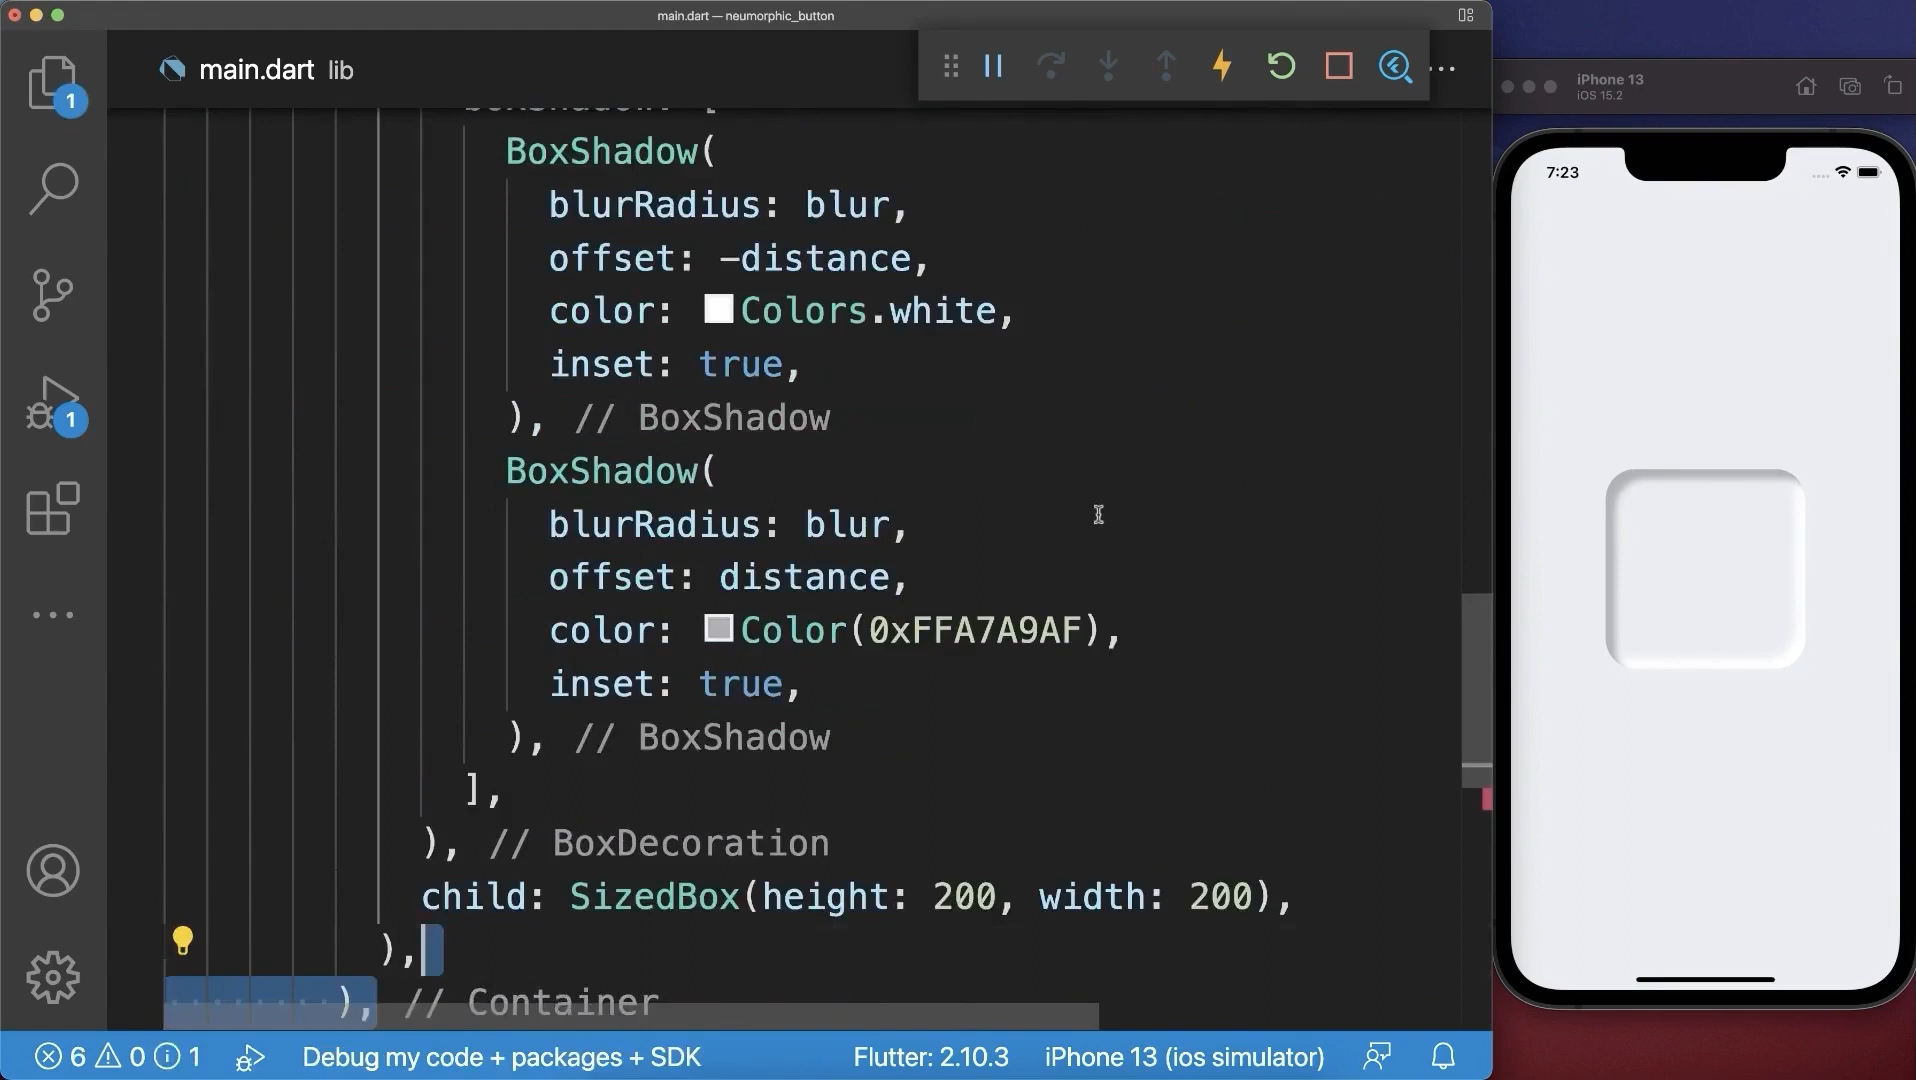 main.dart — neumorphic_button
main.dart lib
iPhone 13
iOS 15.2
7:23
boxShadow: [
BoxShadow(
blurRadius: blur,
offset: -distance,
color: Colors.white,
inset: true,
), // BoxShadow
BoxShadow(
blurRadius: blur,
offset: distance,
color: Color(0xFFA7A9AF),
inset: true,
), // BoxShadow
],
), // BoxDecoration
child: SizedBox(height: 200, width: 200),
),
), // Container
1
1
6 0 1 Debug my code + packages + SDK Flutter: 2.10.3 iPhone 13 (ios simulator)